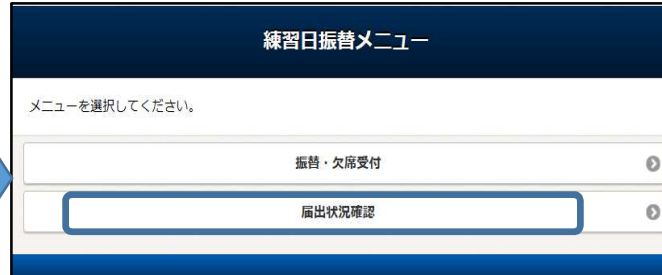 練習日振替メニュー
メニューを選択してください。
振替・欠席受付
届出状況確認